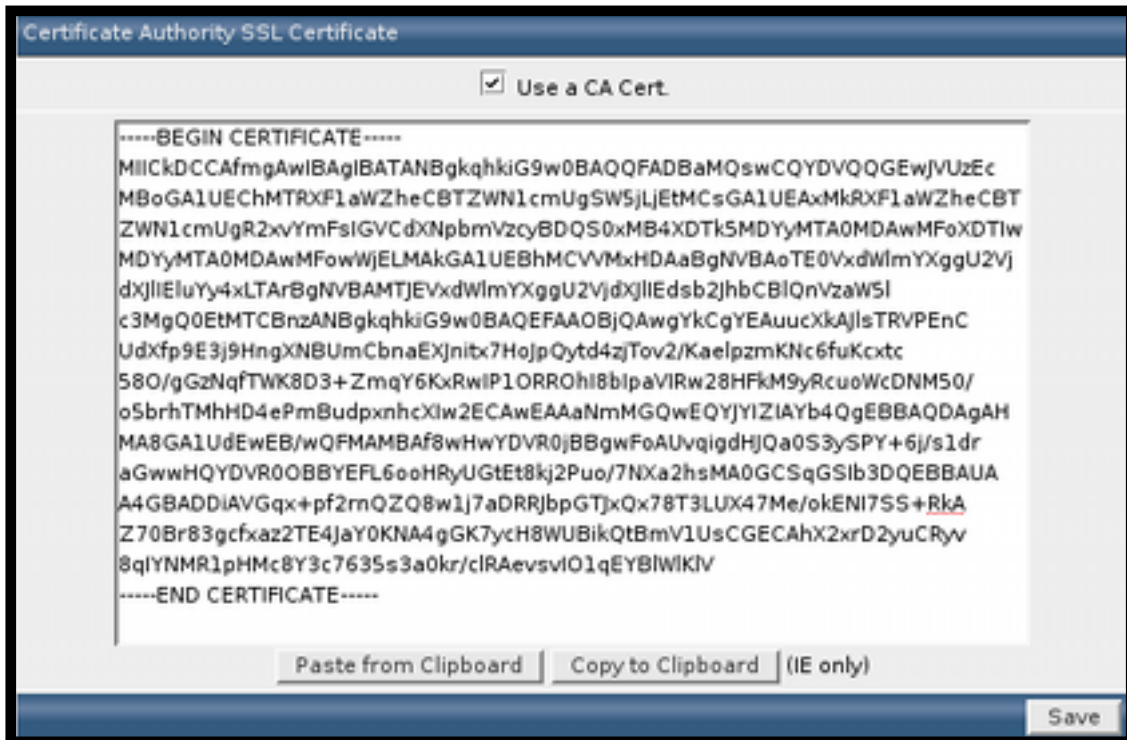 Certificate Authority SSL Certificate
Use a CA Cert.
-----BEGIN CERTIFICATE-----
MIICkDCCAfmgAwIBAgIBATANBgkqhkiG9w0BAQQFADBaMQswCQYDVQQGEwJVUzEc
MBoGA1UEChMTRXF1aWZheCBTZWN1cmUgSW5jLjEtMCsGA1UEAxMkRXF1aWZheCBT
ZWN1cmUgR2xvYmFsIGVCdXNpbmVzcyBDQS0xMB4XDTk5MDYyMTA0MDAwMFoXDTIw
MDYyMTA0MDAwMFowWjELMAkGA1UEBhMCVVMxHDAaBgNVBAoTE0VxdWlmYXggU2Vj
dXJlIEluYy4xLTArBgNVBAMTJEVxdWlmYXggU2VjdXJlIEdsb2JhbCBlQnVzaW5l
c3MgQ0EtMTCBnzANBgkqhkiG9w0BAQEFAAOBjQAwgYkCgYEAuucXkAJlsTRVPEnC
UdXfp9E3j9HngXNBUmCbnaEXJnitx7HoJpQytd4zjTov2/KaelpzmKNc6fuKcxtc
58O/gGzNqfTWK8D3+ZmqY6KxRwIP1ORROhI8bIpaVIRw28HFkM9yRcuoWcDNM50/
o5brhTMhHD4ePmBudpxnhcXIw2ECAwEAAaNmMGQwEQYJYIZIAYb4QgEBBAQDAgAH
MA8GA1UdEwEB/wQFMAMBAf8wHwYDVR0jBBgwFoAUvqigdHJQa0S3ySPY+6j/s1dr
aGwwHQYDVR0OBBYEFL6ooHRyUGtEt8kj2Puo/7NXa2hsMA0GCSqGSIb3DQEBBAUA
A4GBADDiAVGqx+pf2rnQZQ8w1j7aDRRJbpGTJxQx78T3LUX47Me/okENI7SS+RkA
Z70Br83gcfxaz2TE4JaY0KNA4gGK7ycH8WUBikQtBmV1UsCGECAhX2xrD2yuCRyv
8qIYNMR1pHMc8Y3c7635s3a0kr/clRAevsvIO1qEYBlWlKlV
-----END CERTIFICATE-----
Paste from Clipboard Copy to Clipboard (IE only)
Save